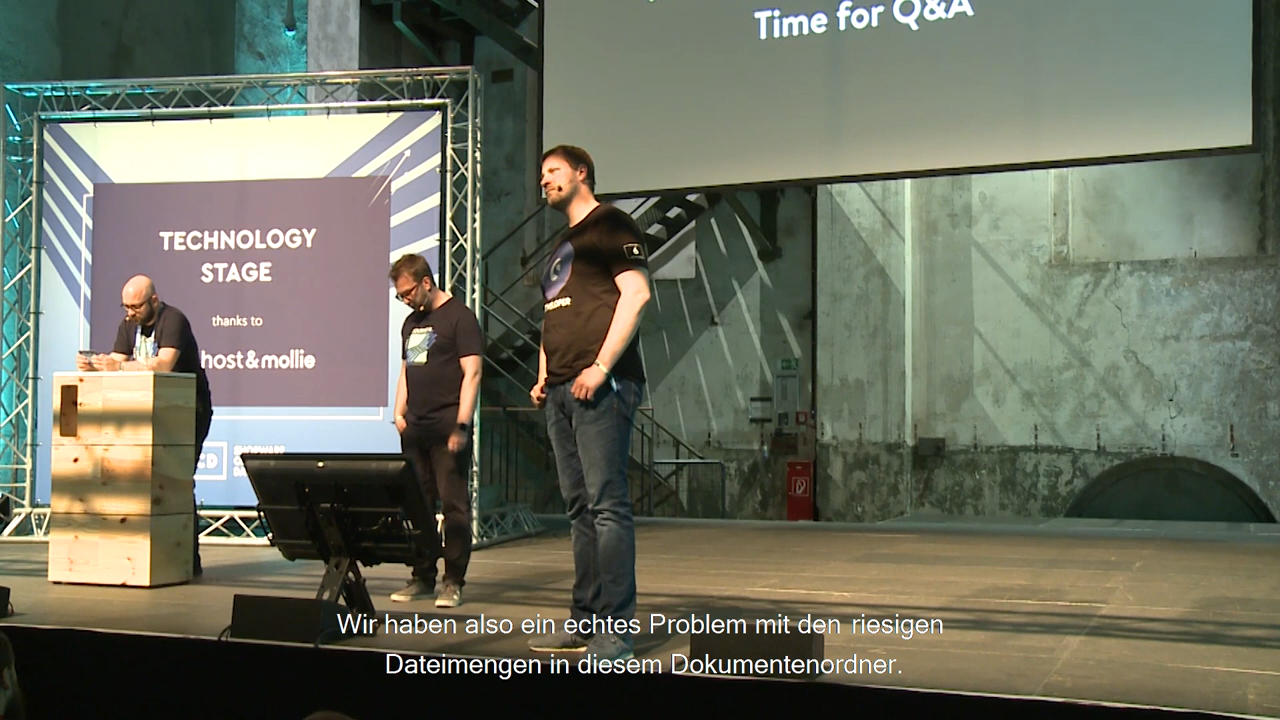 Time for Q&A
TECHNOLOGY
STAGE
thanks to
host & mollie
Wir haben also ein echtes Problem mit den riesigen
Dateimengen in diesem Dokumentenordner.